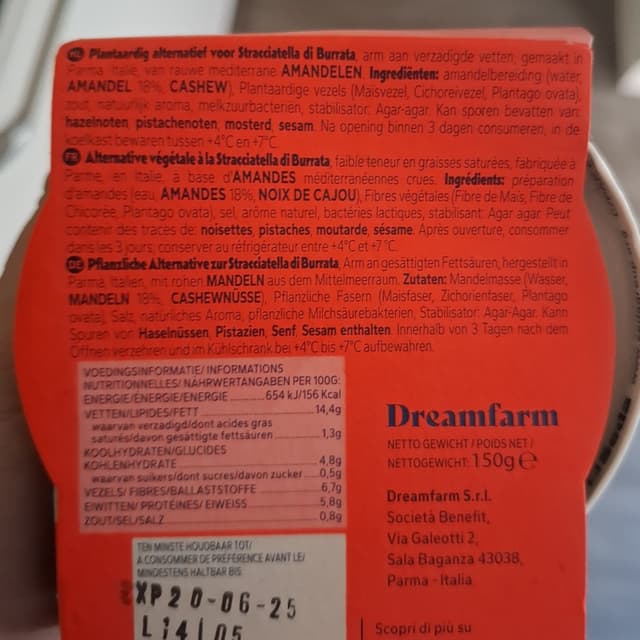 NL Plantaardig alternatief voor Stracciatella di Burrata, arm aan verzadigde vetten, gemaakt in
Parma, Italië, van rauwe mediterrane AMANDELEN. Ingrediënten: amandelbereiding (water,
AMANDEL 18%, CASHEW), Plantaardige vezels (Maïsvezel, Cichoreivezel, Plantago ovata),
zout, natuurlijk aroma, melkzuurbacteriën, stabilisator: Agar-agar. Kan sporen bevatten van:
hazelnoten, pistachenoten, mosterd, sesam. Na opening binnen 3 dagen consumeren, in de
koelkast bewaren tussen +4°C en +7°C.
FR Alternative végétale à la Stracciatella di Burrata, faible teneur en graisses saturées, fabriquée à
Parme, en Italie, à base d'AMANDES méditerranéennes crues. Ingrédients: préparation
d'amandes (eau, AMANDES 18%, NOIX DE CAJOU), Fibres végétales (Fibre de Maïs, Fibre de
Chicorée, Plantago ovata), sel, arôme naturel, bactéries lactiques, stabilisant: Agar agar. Peut
contenir des traces de: noisettes, pistaches, moutarde, sésame. Après ouverture, consommer
dans les 3 jours, conserver au réfrigérateur entre +4°C et +7°C.
DE Pflanzliche Alternative zur Stracciatella di Burrata, Arm an gesättigten Fettsäuren, hergestellt in
Parma, Italien, mit rohen MANDELN aus dem Mittelmeerraum. Zutaten: Mandelmasse (Wasser,
MANDELN 18%, CASHEWNÜSSE), Pflanzliche Fasern (Maisfaser, Zichorienfaser, Plantago
ovata), Salz, natürliches Aroma, pflanzliche Milchsäurebakterien, Stabilisator: Agar-Agar. Kann
Spuren von Haselnüssen, Pistazien, Senf, Sesam enthalten. Innerhalb von 3 Tagen nach dem
Öffnen verzehren und im Kühlschrank bei +4°C bis +7°C aufbewahren.
VOEDINGSINFORMATIE/ INFORMATIONS
NUTRITIONNELLES/ NÄHRWERTANGABEN PER 100G:
ENERGIE/ÉNERGIE/ENERGIE 654 kJ/156 Kcal
VETTEN/LIPIDES/FETT 14,4g
waarvan verzadigd/dont acides gras
saturés/davon gesättigte fettsäuren 1,3g
KOOLHYDRATEN/GLUCIDES
KOHLENHYDRATE 4,8g
waarvan suikers/dont sucres/davon zucker 0,5g
VEZELS/ FIBRES/BALLASTSTOFFE 6,7g
EIWITTEN/ PROTÉINES/ EIWEISS 5,8g
ZOUT/SEL/SALZ 0,8g
Dreamfarm
NETTO GEWICHT / POIDS NET /
NETTOGEWICHT: 150g ℮
Dreamfarm S.r.l.
Società Benefit,
Via Galeotti 2,
Sala Baganza 43038,
Parma - Italia
TEN MINSTE HOUDBAAR TOT/
À CONSOMMER DE PRÉFÉRENCE AVANT LE/
MINDESTENS HALTBAR BIS:
XP20-06-25
L14105
Scopri di più su